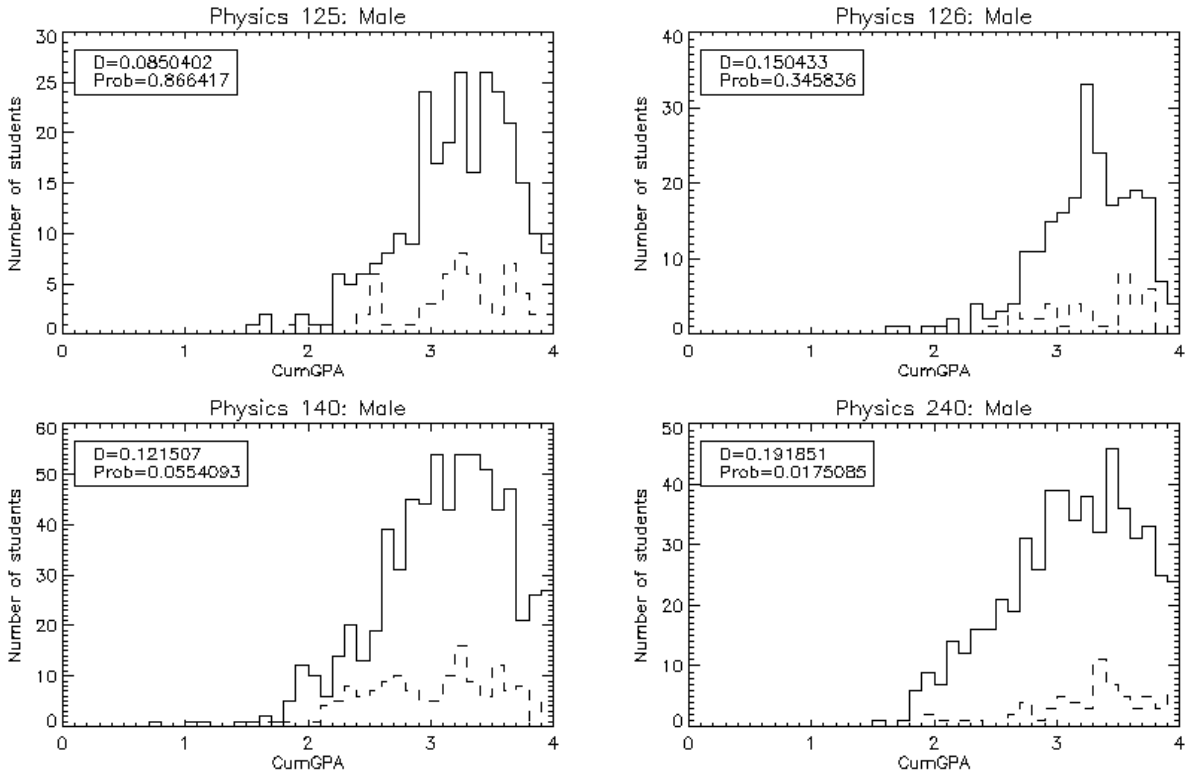 Physics 125: Male
D=0.0850402
Prob=0.866417
30
25
20
15
10
5
0
Number of students
0 1 2 3 4
CumGPA
Physics 126: Male
D=0.150433
Prob=0.345836
40
30
20
10
0
Number of students
0 1 2 3 4
CumGPA
Physics 140: Male
D=0.121507
Prob=0.0554093
60
50
40
30
20
10
0
Number of students
0 1 2 3 4
CumGPA
Physics 240: Male
D=0.191851
Prob=0.0175085
50
40
30
20
10
0
Number of students
0 1 2 3 4
CumGPA